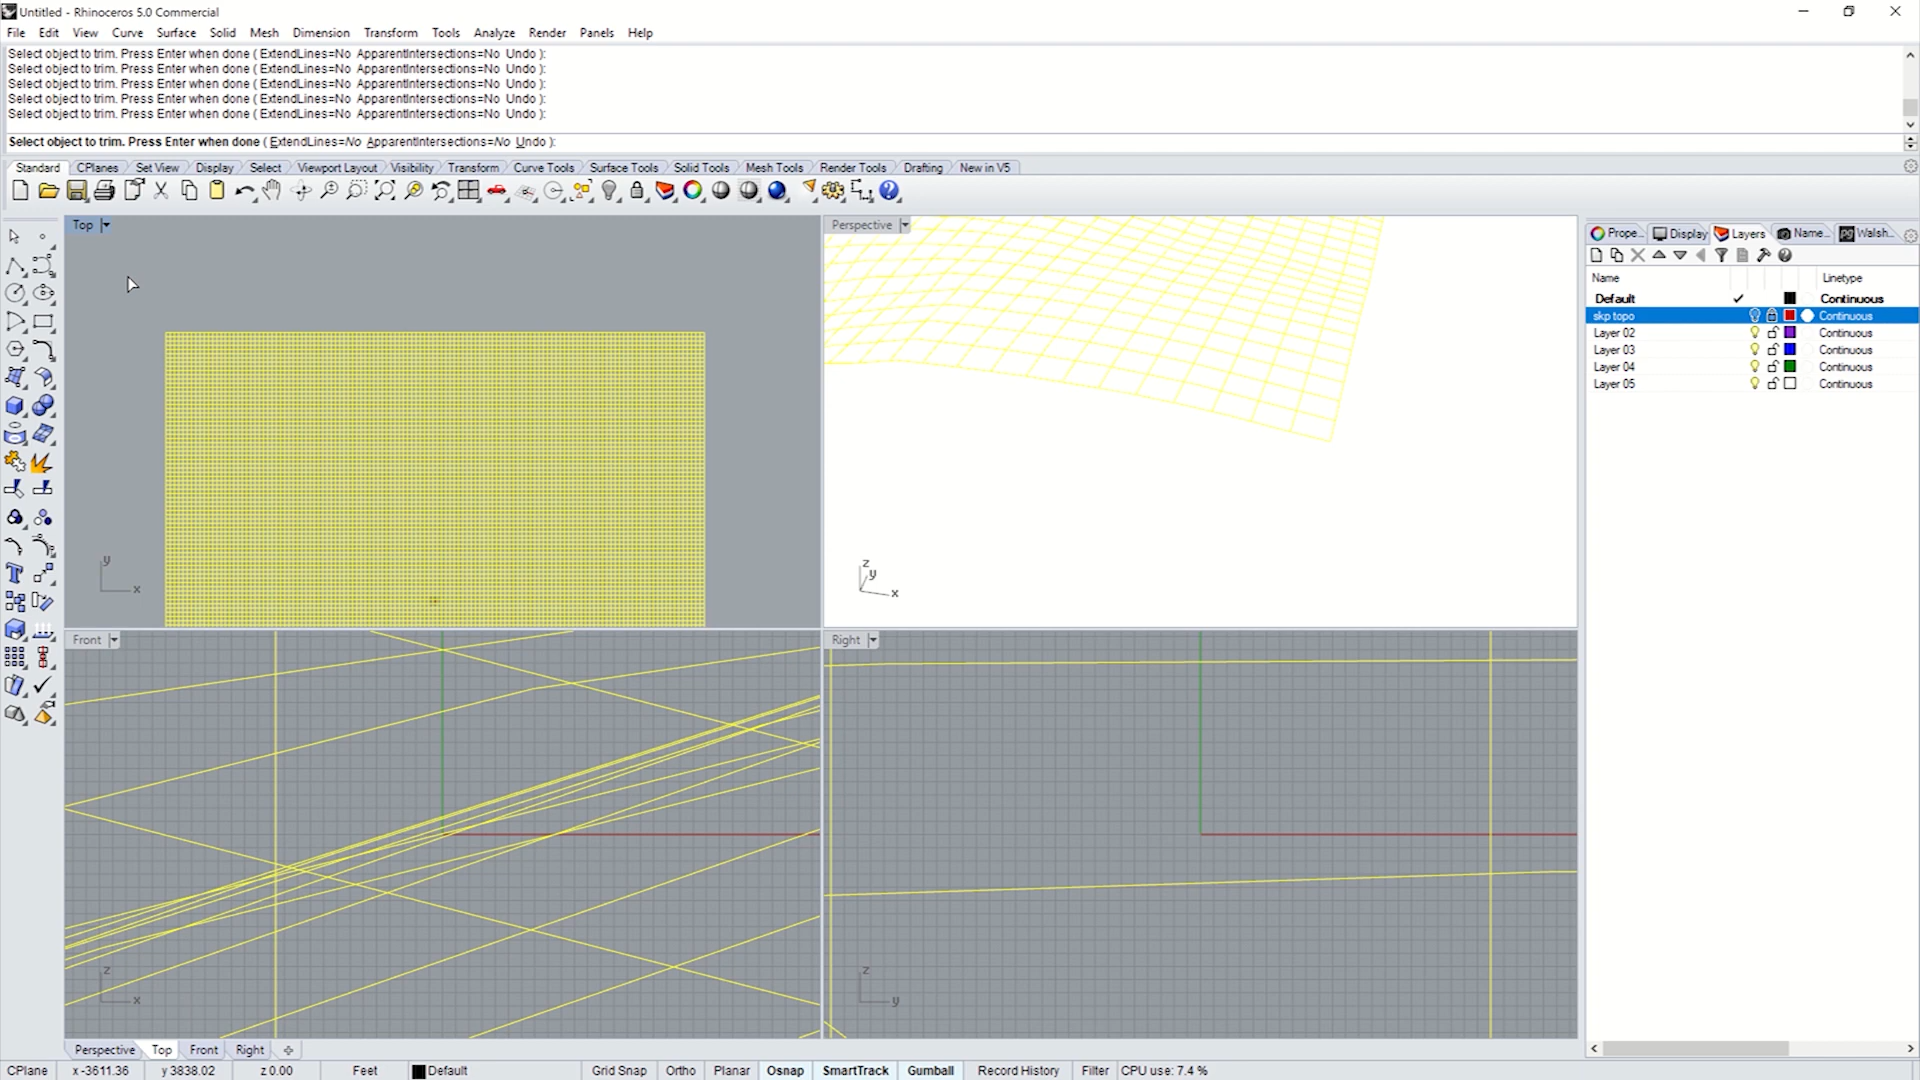 Untitled - Rhinoceros 5.0 Commercial
File Edit View Curve Surface Solid Mesh Dimension Transform Tools Analyze Render Panels Help
Select object to trim. Press Enter when done ( ExtendLines=No ApparentIntersections=No Undo ):
Select object to trim. Press Enter when done ( ExtendLines=No ApparentIntersections=No Undo ):
Select object to trim. Press Enter when done ( ExtendLines=No ApparentIntersections=No Undo ):
Select object to trim. Press Enter when done ( ExtendLines=No ApparentIntersections=No Undo ):
Select object to trim. Press Enter when done ( ExtendLines=No ApparentIntersections=No Undo ):
Select object to trim. Press Enter when done ( ExtendLines=No ApparentIntersections=No Undo ):
Standard CPlanes Set View Display Select Viewport Layout Visibility Transform Curve Tools Surface Tools Solid Tools Mesh Tools Render Tools Drafting New in V5
Top
Perspective
Prope... Display Layers Name... Walsh...
Name Linetype
Default Continuous
skp topo Continuous
Layer 02 Continuous
Layer 03 Continuous
Layer 04 Continuous
Layer 05 Continuous
y
x
z
y
x
Front
Right
z
x
z
y
Perspective Top Front Right
CPlane x -3611.36 y 3838.02 z 0.00 Feet Default Grid Snap Ortho Planar Osnap SmartTrack Gumball Record History Filter CPU use: 7.4 %